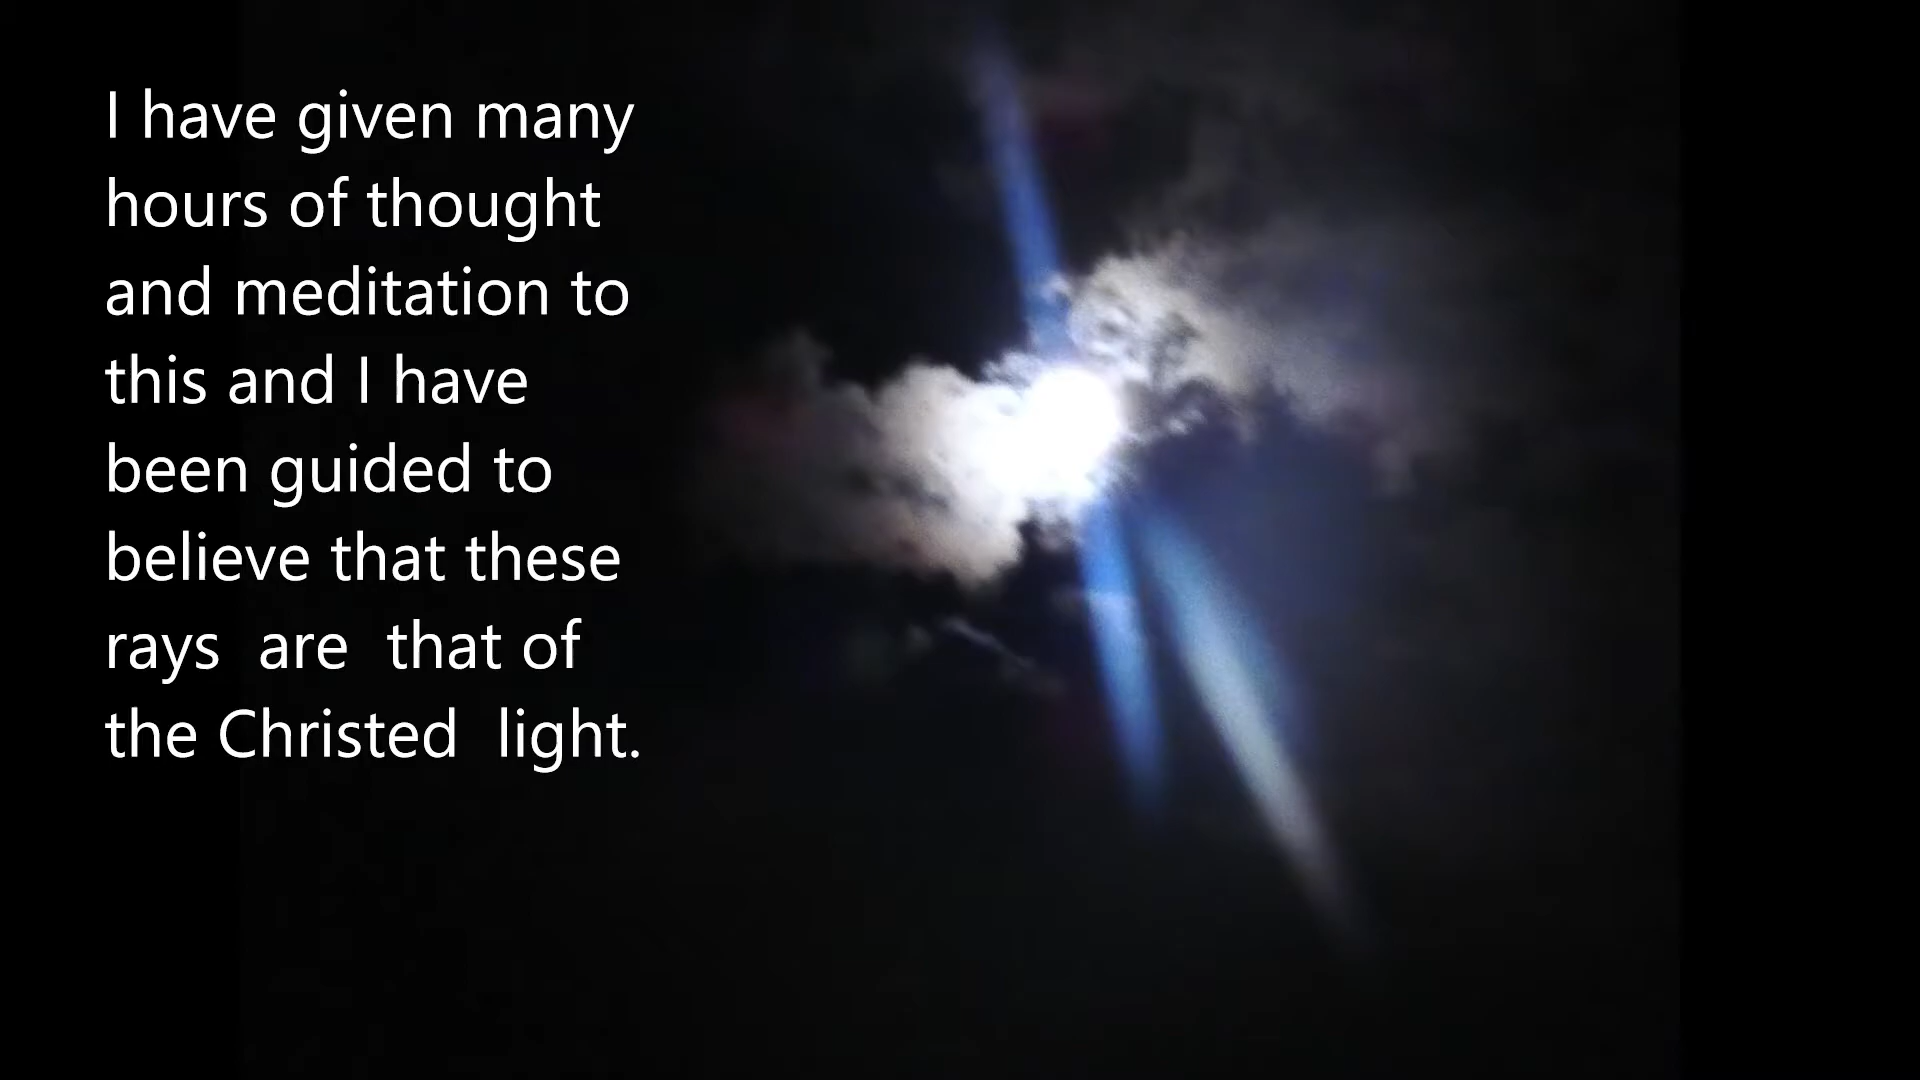 I have given many
hours of thought
and meditation to
this and I have
been guided to
believe that these
rays  are  that of
the Christed  light.